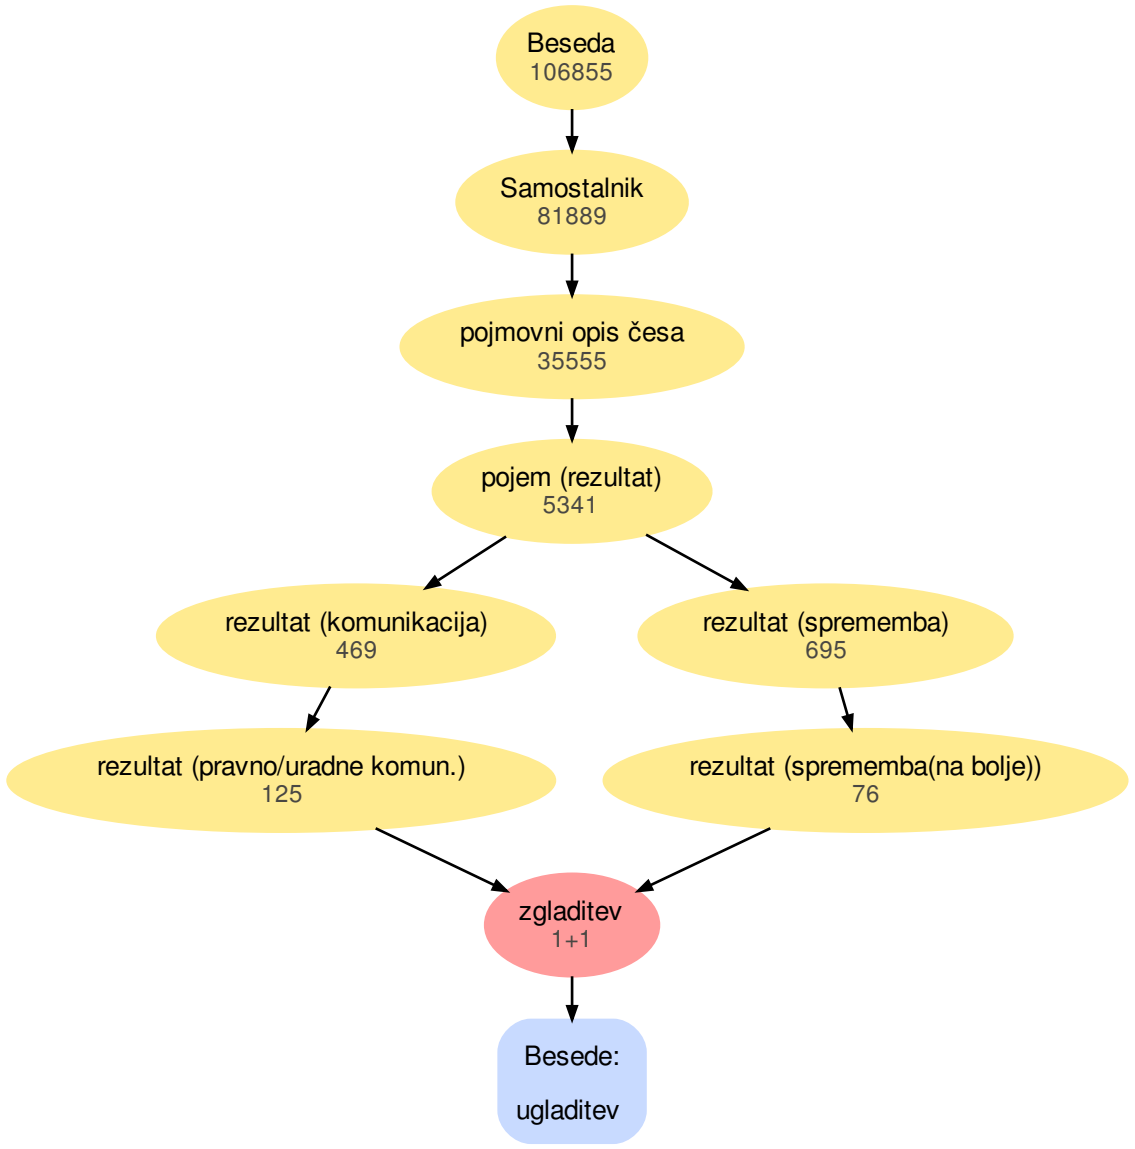 Beseda
106855
Samostalnik
81889
pojmovni opis česa
35555
pojem (rezultat)
5341
rezultat (komunikacija)
469
rezultat (sprememba)
695
rezultat (pravno/uradne komun.)
125
rezultat (sprememba(na bolje))
76
zgladitev
1+1
Besede:
ugladitev